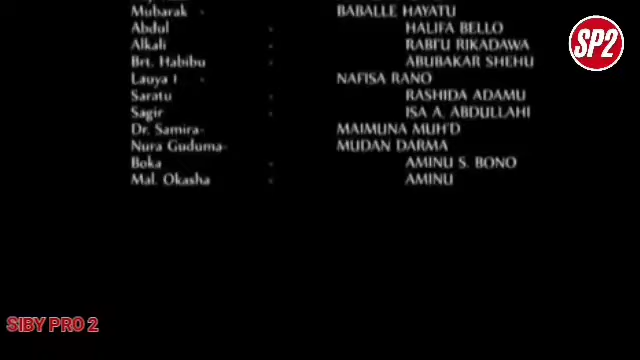 Mubarak - BABALLE HAYATU
Abdul - HALIFA BELLO
Alkali - RABI'U RIKADAWA
Brt. Habibu - ABUBAKAR SHEHU
Lauya I - NAFISA RANO
Saratu - RASHIDA ADAMU
Sagir - ISA A. ABDULLAHI
Dr. Samira- MAIMUNA MUH'D
Nura Guduma- MUDAN DARMA
Boka - AMINU S. BONO
Mal. Okasha - AMINU
SP2
SIBY PRO 2